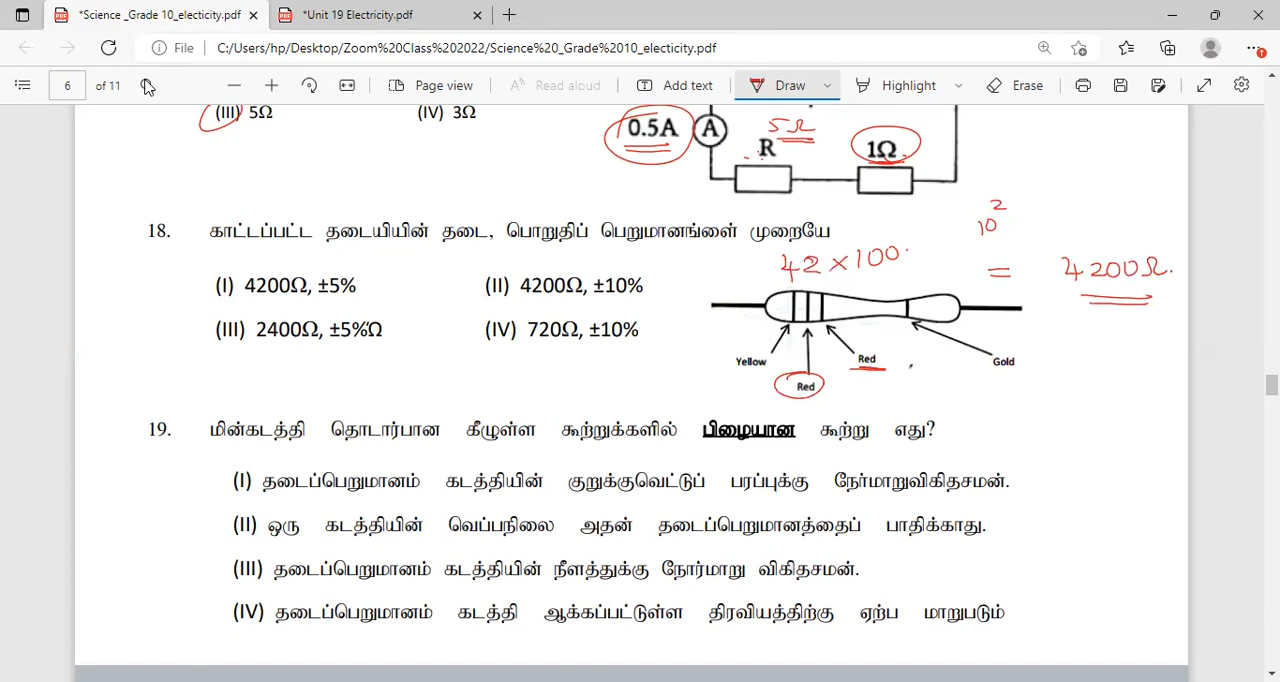 *Science _Grade 10_electicity.pdf
*Unit 19 Electricity.pdf
File C:/Users/hp/Desktop/Zoom%20Class%202022/Science%20_Grade%2010_electicity.pdf
6 of 11 Page view Read aloud Add text Draw Highlight Erase
(III) 5Ω (IV) 3Ω
0.5A A 5Ω
R 1Ω
18. காட்டப்பட்ட தடையியின் தடை, பொறுதிப் பெறுமானங்கள் முறையே
(I) 4200Ω, ±5% (II) 4200Ω, ±10%
(III) 2400Ω, ±5%Ω (IV) 720Ω, ±10%
42 × 100 10² = 4200Ω.
Yellow Red Red Gold
19. மின்கடத்தி தொடார்பான கீழுள்ள கூற்றுக்களில் பிழையான கூற்று எது?
(I) தடைப்பெறுமானம் கடத்தியின் குறுக்குவெட்டுப் பரப்புக்கு நேர்மாறுவிகிதசமன்.
(II) ஒரு கடத்தியின் வெப்பநிலை அதன் தடைப்பெறுமானத்தைப் பாதிக்காது.
(III) தடைப்பெறுமானம் கடத்தியின் நீளத்துக்கு நோர்மாறு விகிதசமன்.
(IV) தடைப்பெறுமானம் கடத்தி ஆக்கப்பட்டுள்ள திரவியத்திற்கு ஏற்ப மாறுபடும்